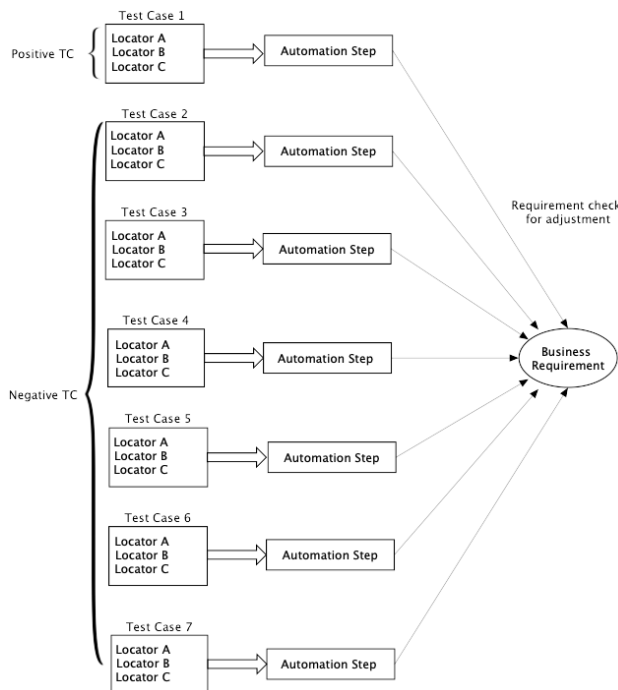 Test Case 1
Positive TC
Locator A
Locator B
Locator C
Automation Step
Test Case 2
Locator A
Locator B
Locator C
Automation Step
Test Case 3
Locator A
Locator B
Locator C
Automation Step
Requirement check
for adjustment
Test Case 4
Locator A
Locator B
Locator C
Automation Step
Business
Requirement
Negative TC
Test Case 5
Locator A
Locator B
Locator C
Automation Step
Test Case 6
Locator A
Locator B
Locator C
Automation Step
Test Case 7
Locator A
Locator B
Locator C
Automation Step